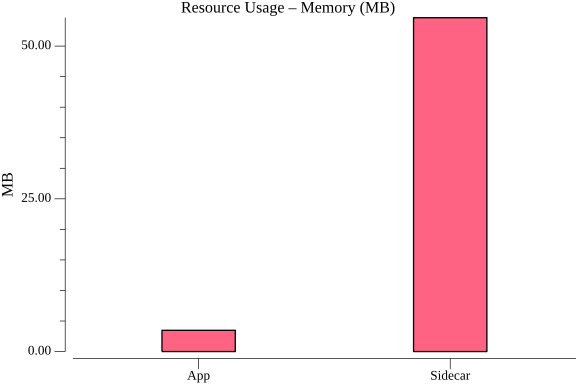 Resource Usage – Memory (MB)
50.00
25.00
0.00
MB
App
Sidecar